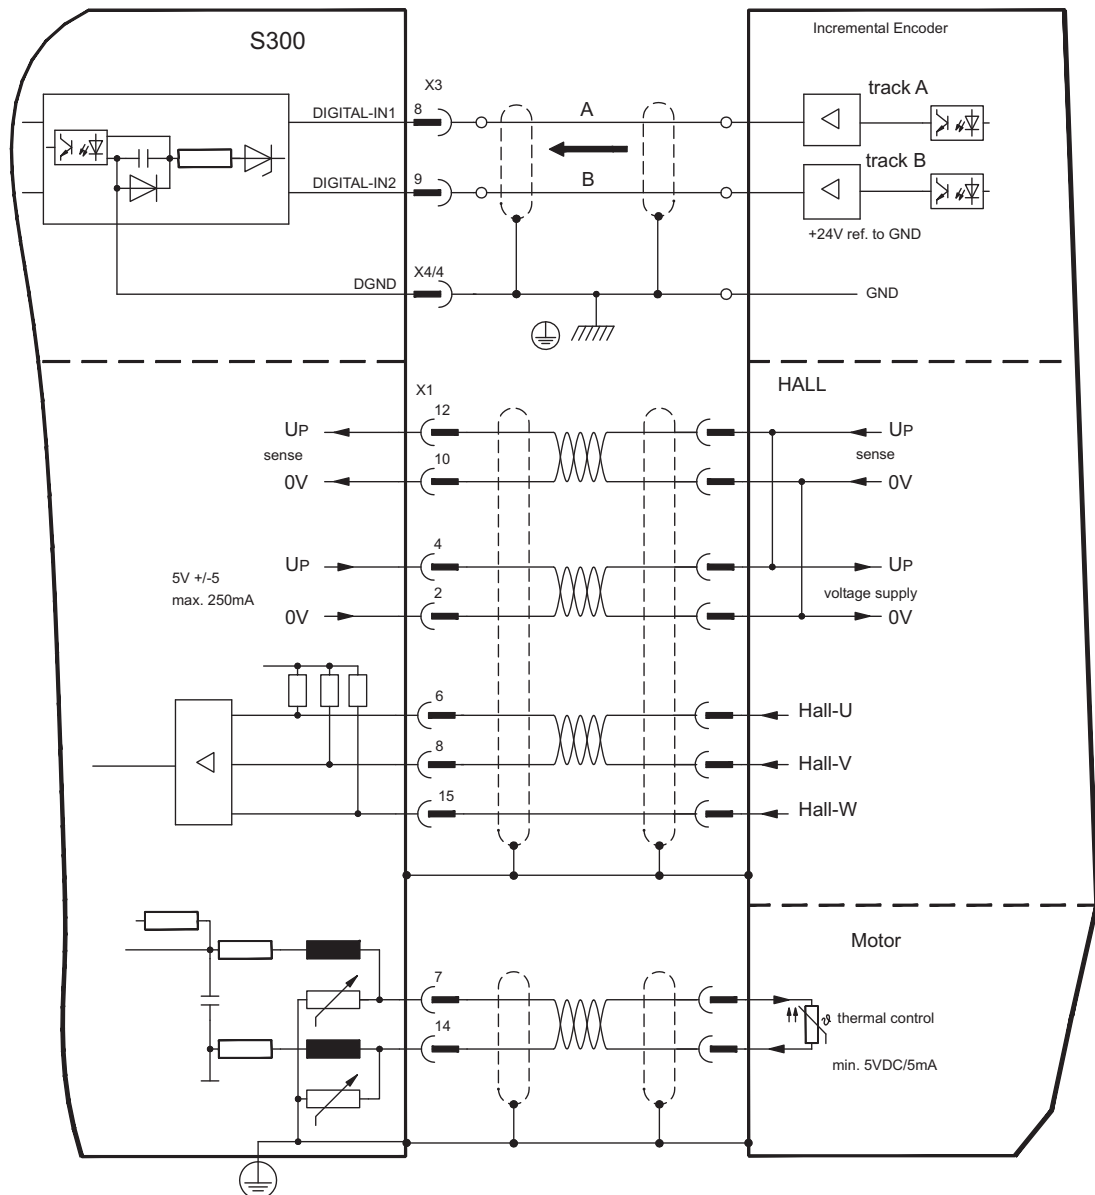 S300
Incremental Encoder
X3
DIGITAL-IN1
8
A
track A
DIGITAL-IN2
9
B
track B
+24V ref. to GND
DGND
X4/4
GND
X1
HALL
UP
12
UP
sense
sense
0V
10
0V
5V +/-5
max. 250mA
UP
4
UP
voltage supply
0V
2
0V
6
Hall-U
8
Hall-V
15
Hall-W
Motor
7
ϑ thermal control
14
min. 5VDC/5mA